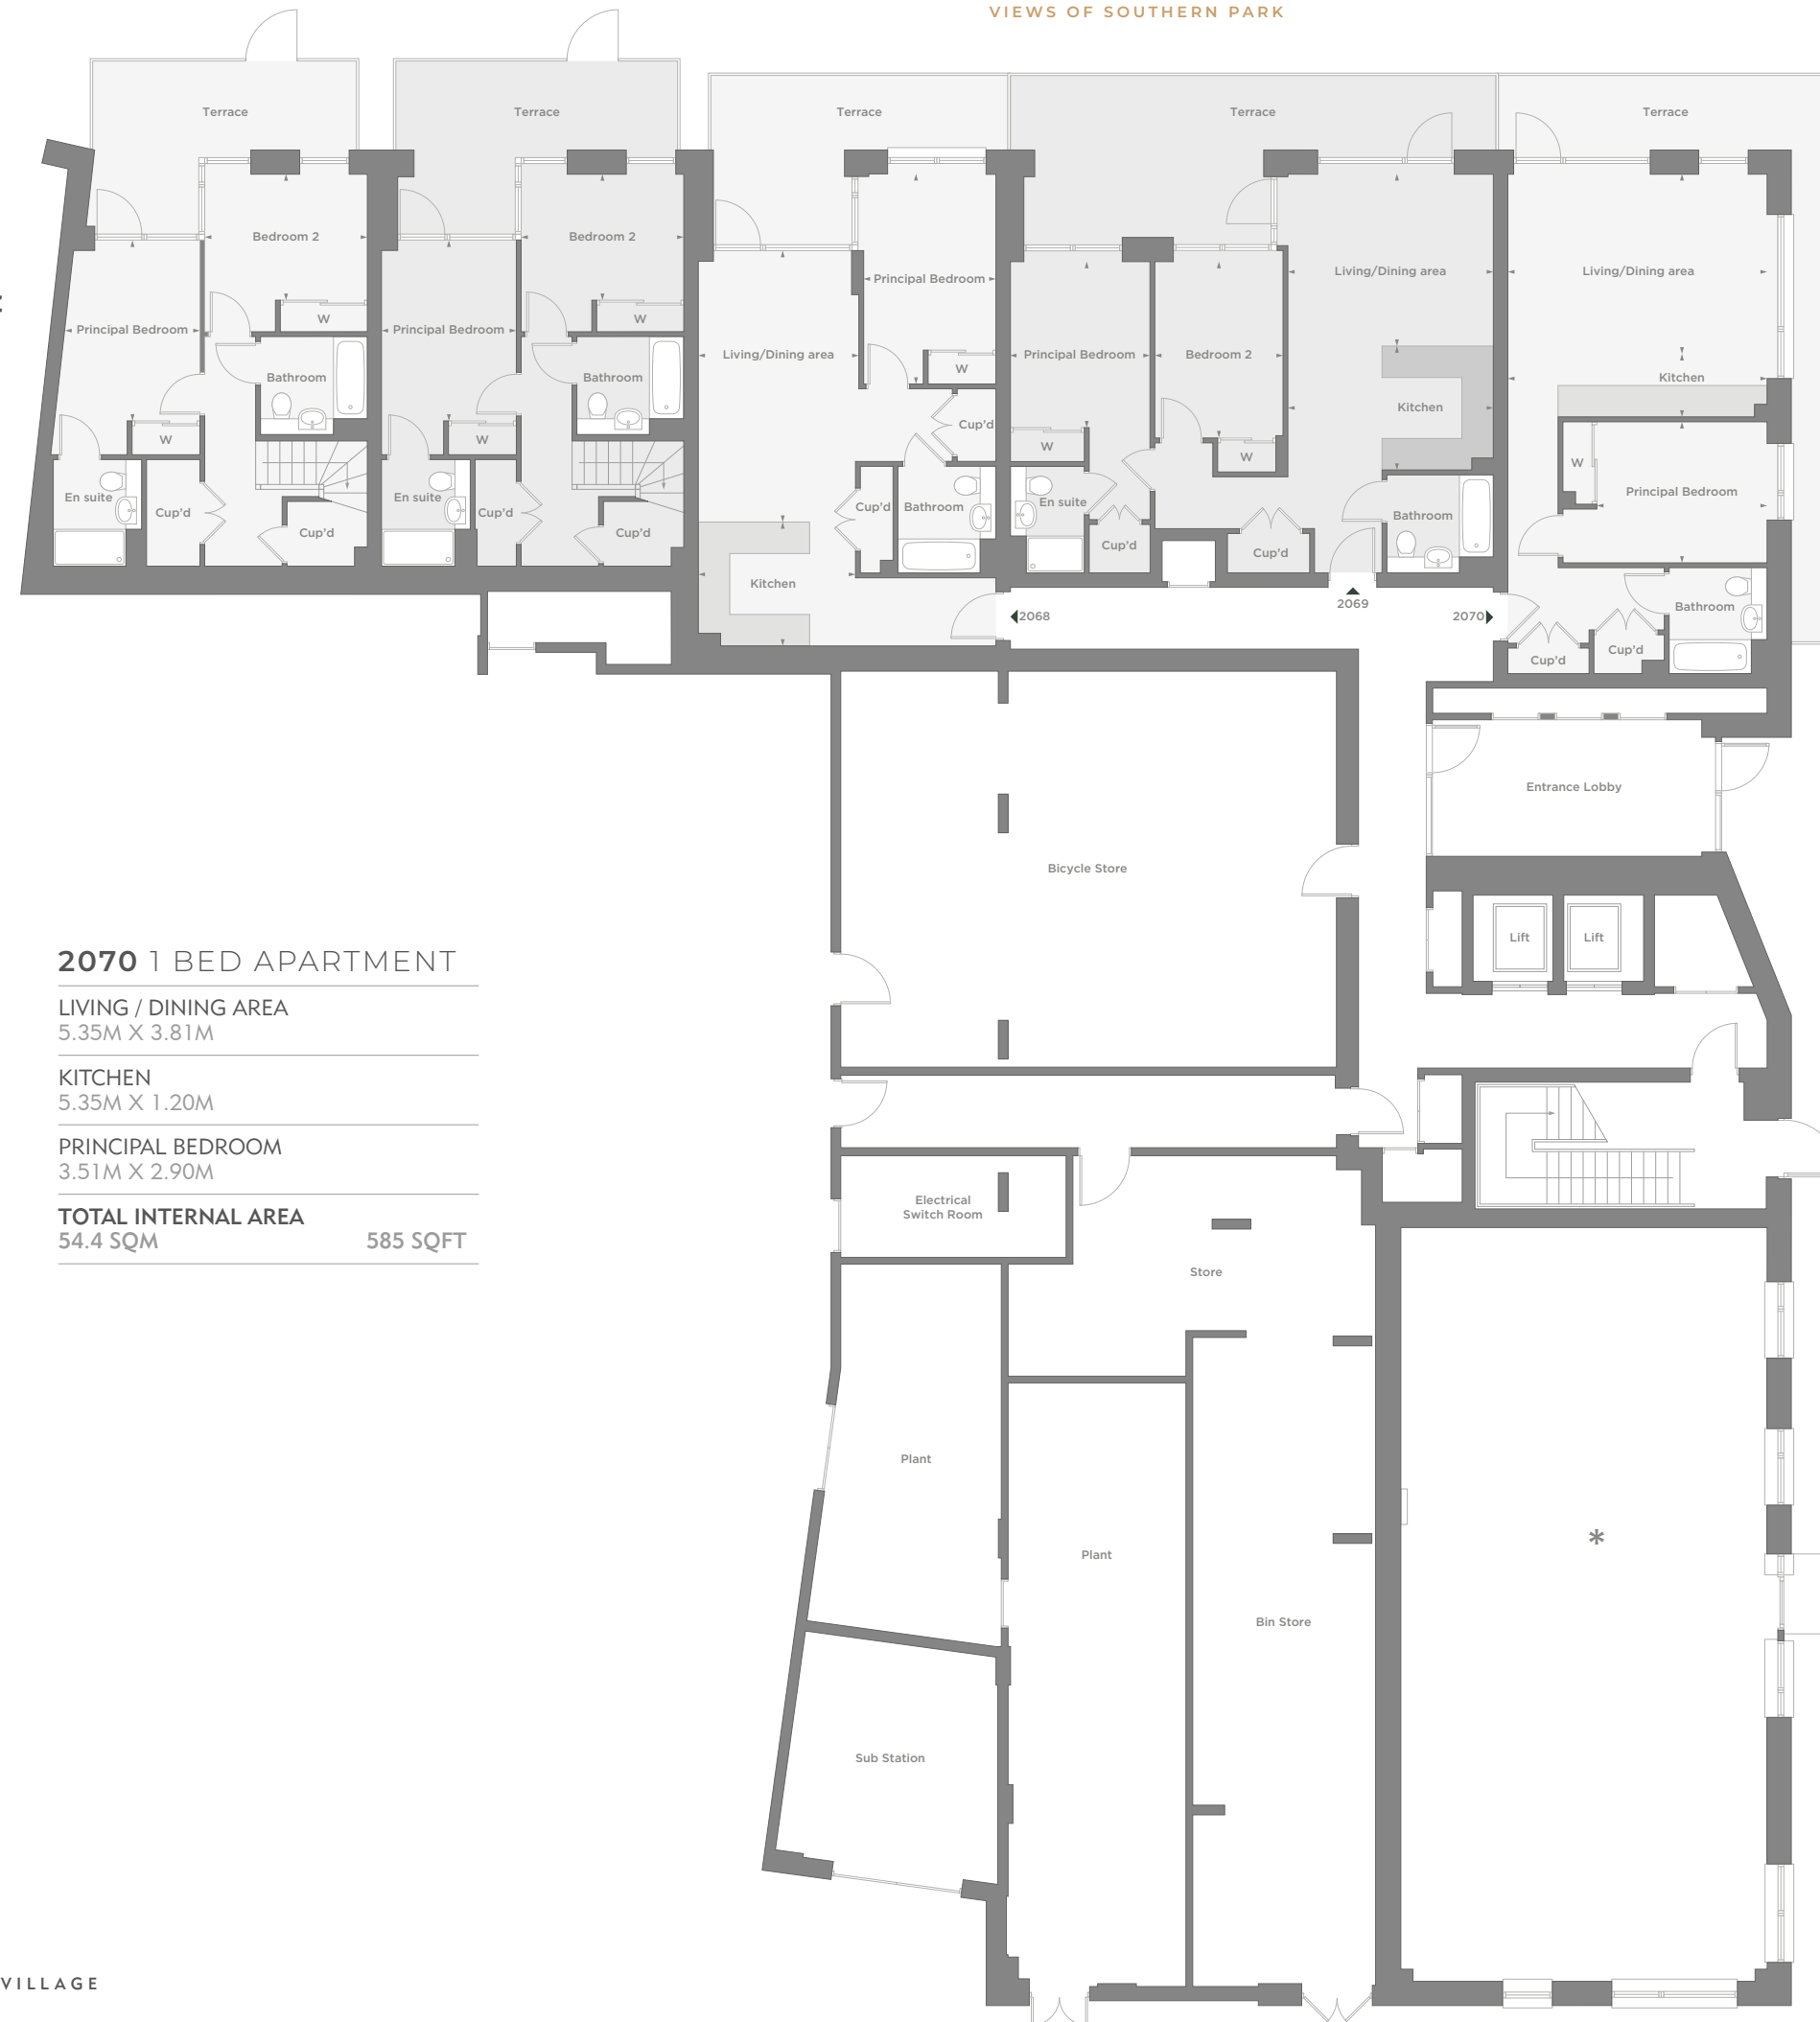 VIEWS OF SOUTHERN PARK
Terrace
Terrace
Terrace
Terrace
Terrace
Bedroom 2
Bedroom 2
Principal Bedroom
Living/Dining area
Living/Dining area
W
W
Principal Bedroom
Principal Bedroom
Living/Dining area
Principal Bedroom
Bedroom 2
W
Bathroom
Bathroom
Kitchen
Kitchen
Cup'd
W
W
W
W
W
En suite
En suite
Cup'd
Cup'd
Cup'd
Bathroom
En suite
Principal Bedroom
Bathroom
Cup'd
Cup'd
Cup'd
Cup'd
Kitchen
2068
2069
2070
Bathroom
Cup'd
Cup'd
Entrance Lobby
Bicycle Store
Lift
Lift
2070 1 BED APARTMENT
LIVING / DINING AREA
5.35M X 3.81M
KITCHEN
5.35M X 1.20M
PRINCIPAL BEDROOM
3.51M X 2.90M
TOTAL INTERNAL AREA
54.4 SQM 585 SQFT
Electrical
Switch Room
Store
Plant
Plant
*
Bin Store
Sub Station
VILLAGE